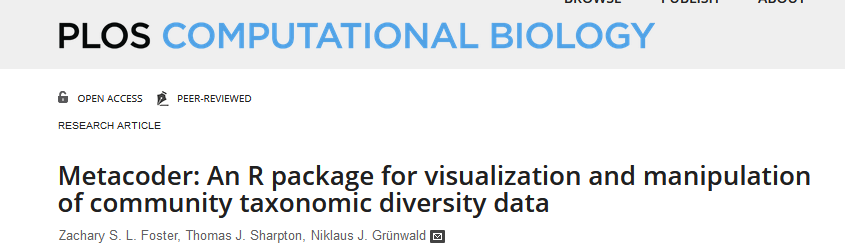 BROWSE PUBLISH ABOUT
PLOS COMPUTATIONAL BIOLOGY
OPEN ACCESS PEER-REVIEWED
RESEARCH ARTICLE
Metacoder: An R package for visualization and manipulation
of community taxonomic diversity data
Zachary S. L. Foster, Thomas J. Sharpton, Niklaus J. Grünwald